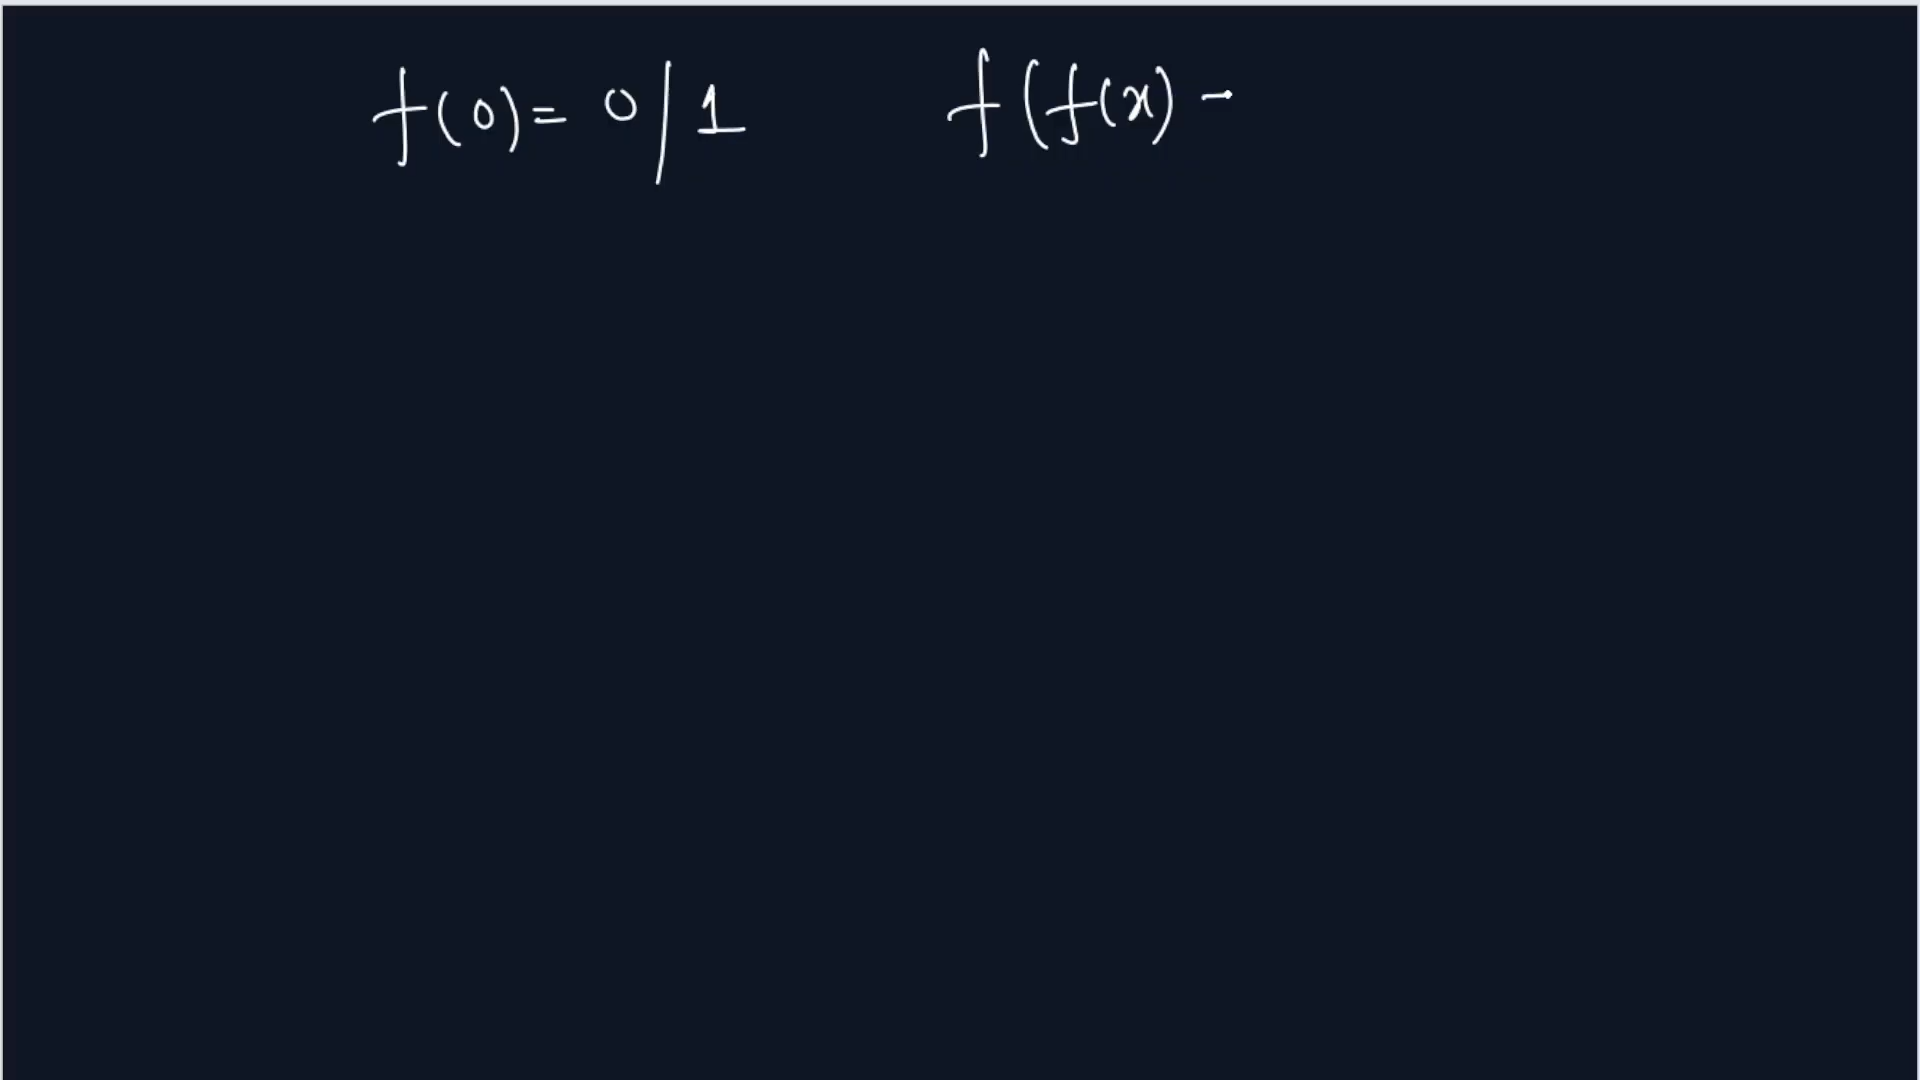 f(0) = 0/1 f(f(x) -